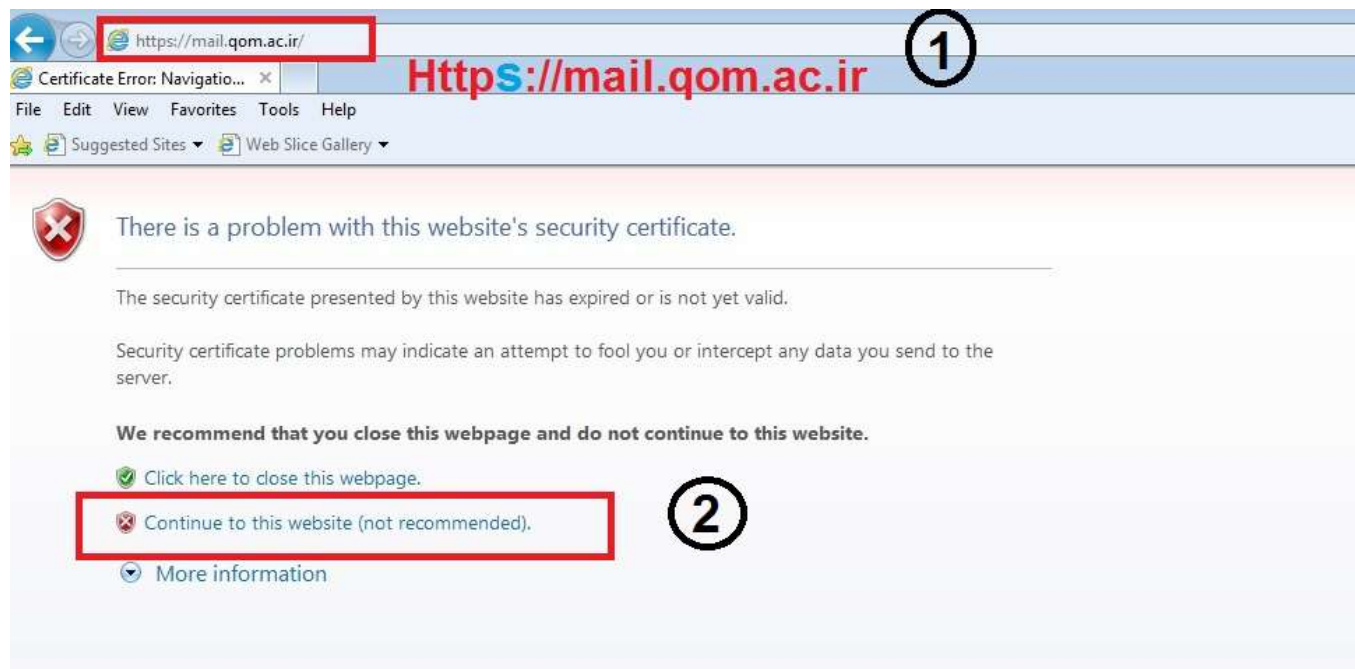 https://mail.qom.ac.ir/
1
Certificate Error: Navigatio...
HttpS://mail.qom.ac.ir
File Edit View Favorites Tools Help
Suggested Sites Web Slice Gallery
There is a problem with this website's security certificate.
The security certificate presented by this website has expired or is not yet valid.
Security certificate problems may indicate an attempt to fool you or intercept any data you send to the
server.
We recommend that you close this webpage and do not continue to this website.
Click here to close this webpage.
Continue to this website (not recommended).
2
More information